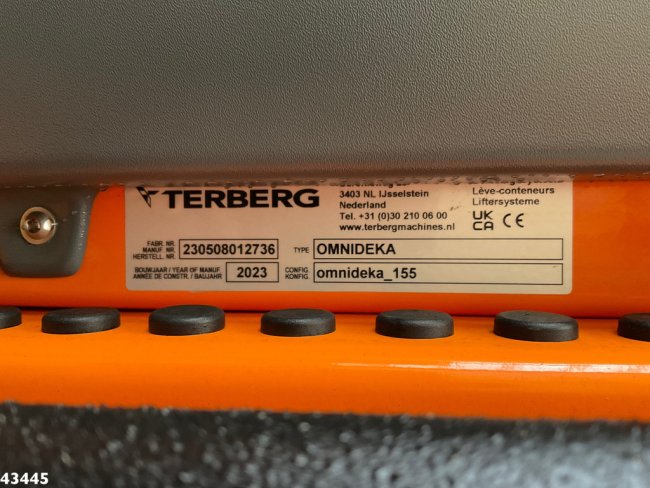 TERBERG
3403 NL IJsselstein
Nederland
Tel. +31 (0)30 210 06 00
www.terbergmachines.nl
Lève-conteneurs
Liftersysteme
UK CA CE
FABR. NR.
MANUF. NR.
HERSTELL. NR.
230508012736
TYPE
OMNIDEKA
BOUWJAAR / YEAR OF MANUF.
ANNÉE DE CONSTR. / BAUJAHR
2023
CONFIG.
KONFIG.
omnideka_155
43445